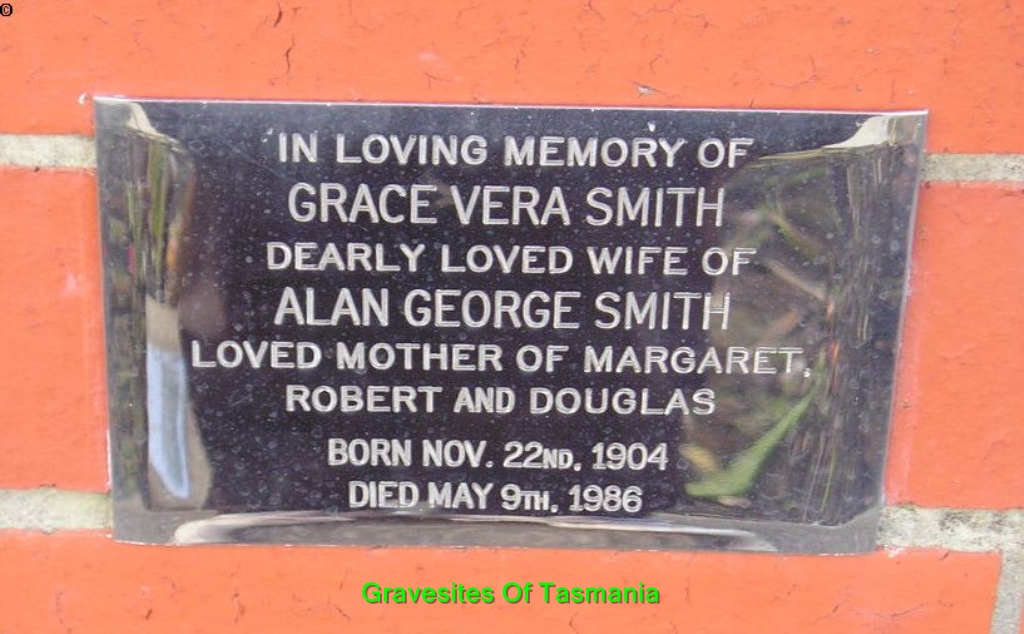 ©
IN LOVING MEMORY OF
GRACE VERA SMITH
DEARLY LOVED WIFE OF
ALAN GEORGE SMITH
LOVED MOTHER OF MARGARET,
ROBERT AND DOUGLAS
BORN NOV. 22ND. 1904
DIED MAY 9TH. 1986
Gravesites Of Tasmania